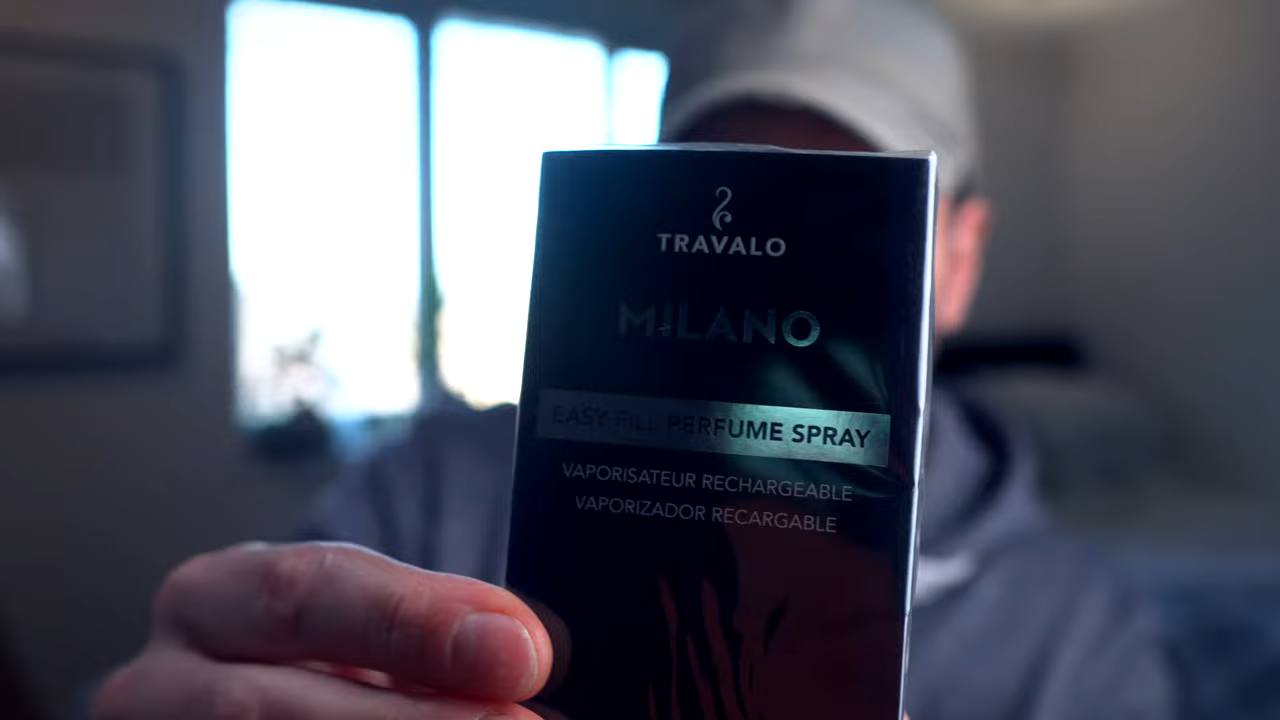 TRAVALO
MILANO
EASY FILL PERFUME SPRAY
VAPORISATEUR RECHARGEABLE
VAPORIZADOR RECARGABLE